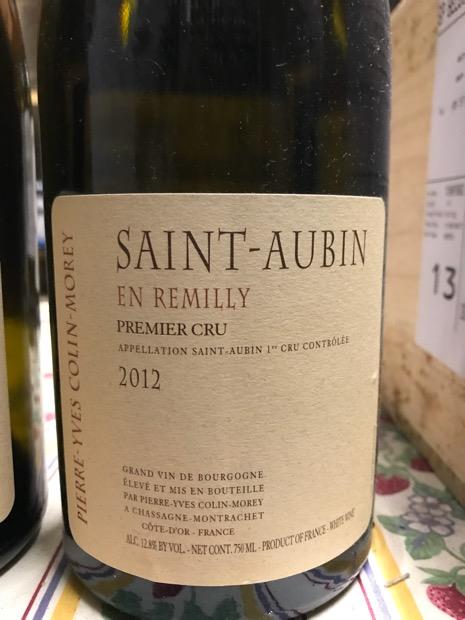 PIERRE-YVES COLIN-MOREY
SAINT-AUBIN
EN REMILLY
PREMIER CRU
APPELLATION SAINT-AUBIN 1er CRU CONTRÔLÉE
2012
GRAND VIN DE BOURGOGNE
ÉLEVÉ ET MIS EN BOUTEILLE
PAR PIERRE-YVES COLIN-MOREY
A CHASSAGNE-MONTRACHET
CÔTE-D'OR - FRANCE
ALC. 12.8% BY VOL. - NET CONT. 750 ML - PRODUCT OF FRANCE - WHITE WINE
13